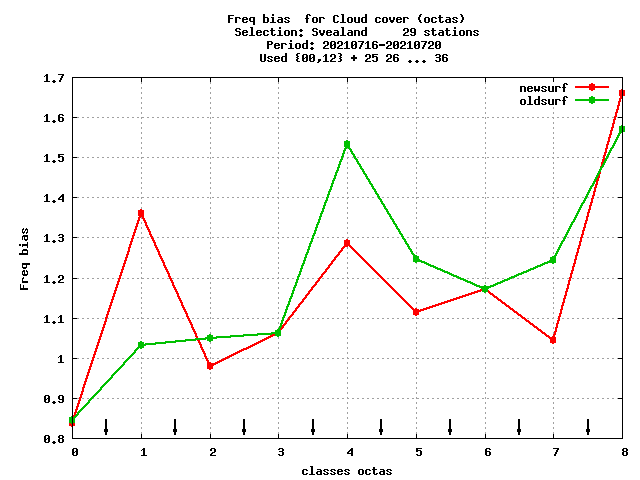 Freq bias  for Cloud cover (octas)
Selection: Svealand     29 stations
Period: 20210716-20210720
Used {00,12} + 25 26 ... 36
newsurf
oldsurf
1.7
1.6
1.5
1.4
1.3
1.2
1.1
1
0.9
0.8
Freq bias
0 1 2 3 4 5 6 7 8
classes octas